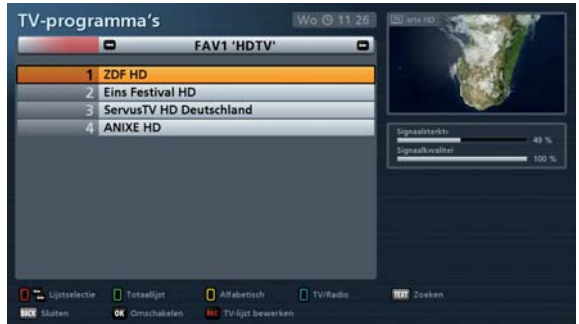 TV-programma's
Wo 11 26
TV arte HD
FAV1 'HDTV'
1 ZDF HD
2 Eins Festival HD
3 ServusTV HD Deutschland
4 ANIXE HD
Signaalsterkte
49 %
Signaalkwaliteit
100 %
Lijstselectie
Totaallijst
Alfabetisch
TV/Radio
TEXT Zoeken
BACK Sluiten
OK Omschakelen
REC TV-lijst bewerken